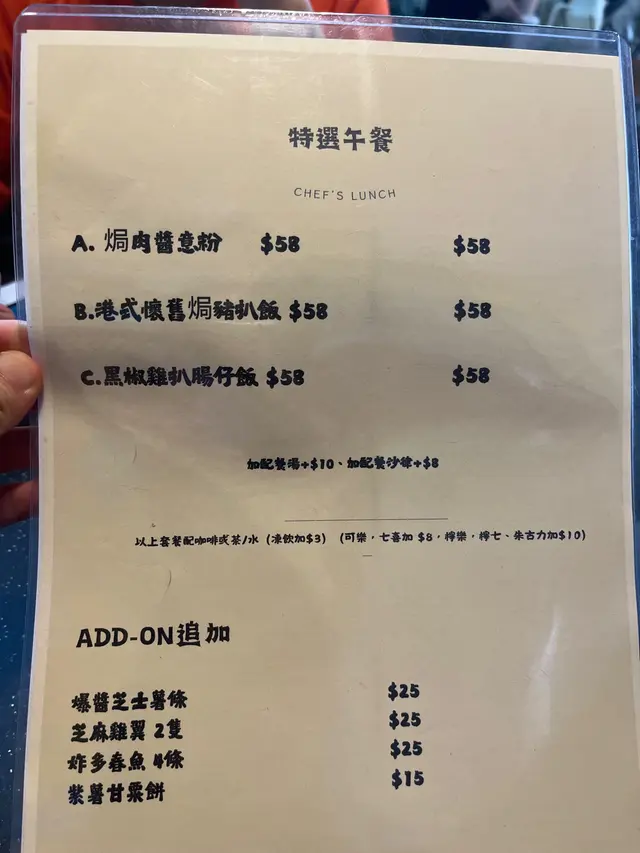 特選午餐
CHEF'S LUNCH
A. 焗肉醬意粉 $58 $58
B.港式懷舊焗豬扒飯 $58 $58
C.黑椒雞扒腸仔飯 $58 $58
加配餐湯+$10、加配餐沙律+$8
以上套餐配咖啡或茶/水 (凍飲加$3) (可樂，七喜加 $8，檸樂，檸七、朱古力加$10)
ADD-ON追加
爆醬芝士薯條 $25
芝麻雞翼 2隻 $25
炸多春魚 4條 $25
紫薯甘粟餅 $15